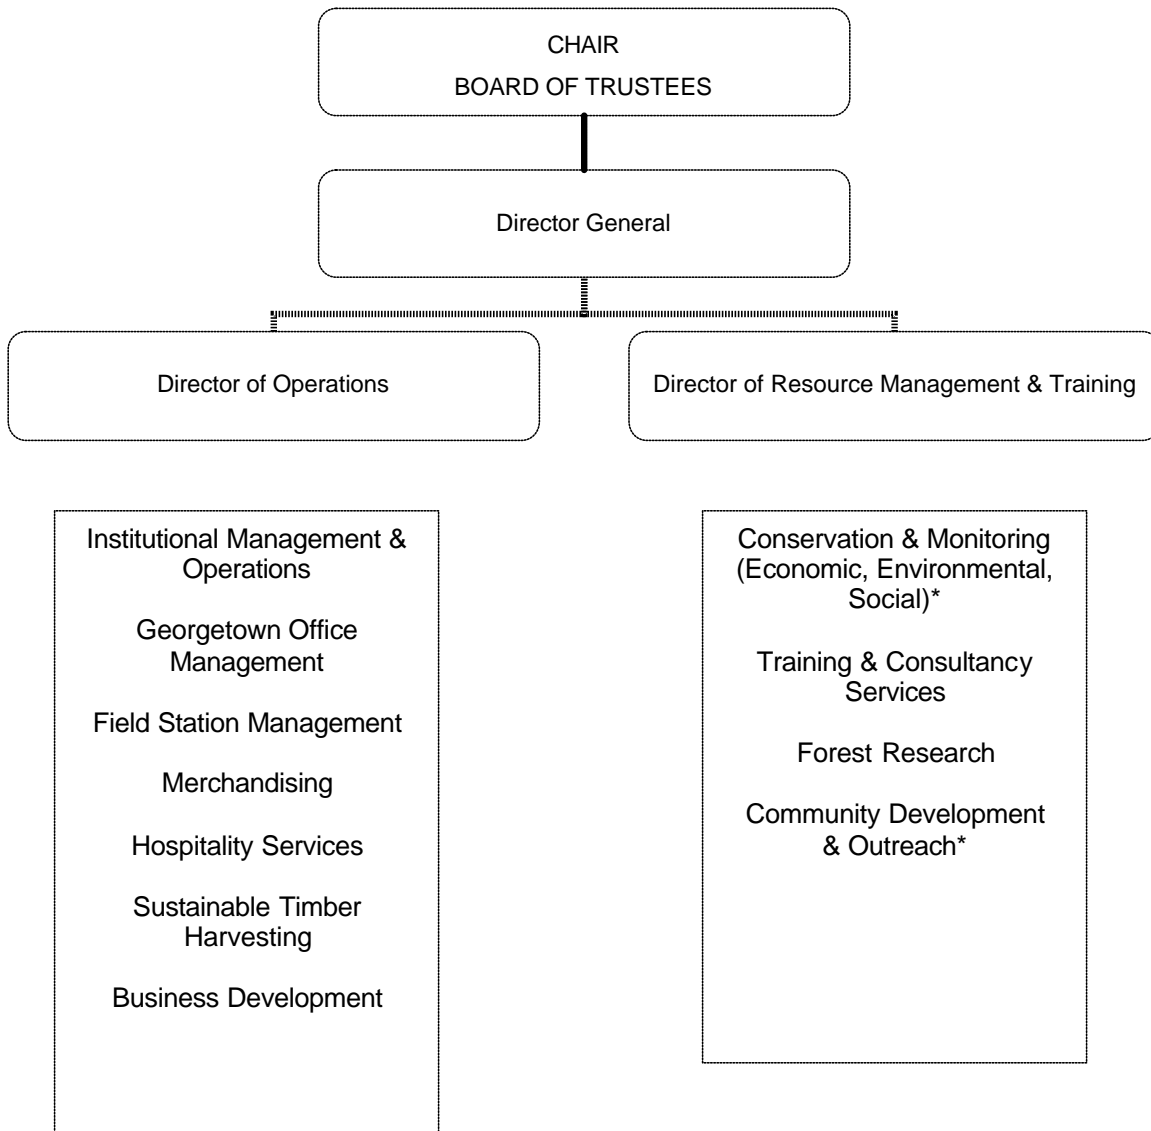 CHAIR
BOARD OF TRUSTEES
Director General
Director of Operations
Director of Resource Management & Training
Institutional Management &
Operations
Georgetown Office
Management
Field Station Management
Merchandising
Hospitality Services
Sustainable Timber
Harvesting
Business Development
Conservation & Monitoring
(Economic, Environmental,
Social)*
Training & Consultancy
Services
Forest Research
Community Development
& Outreach*